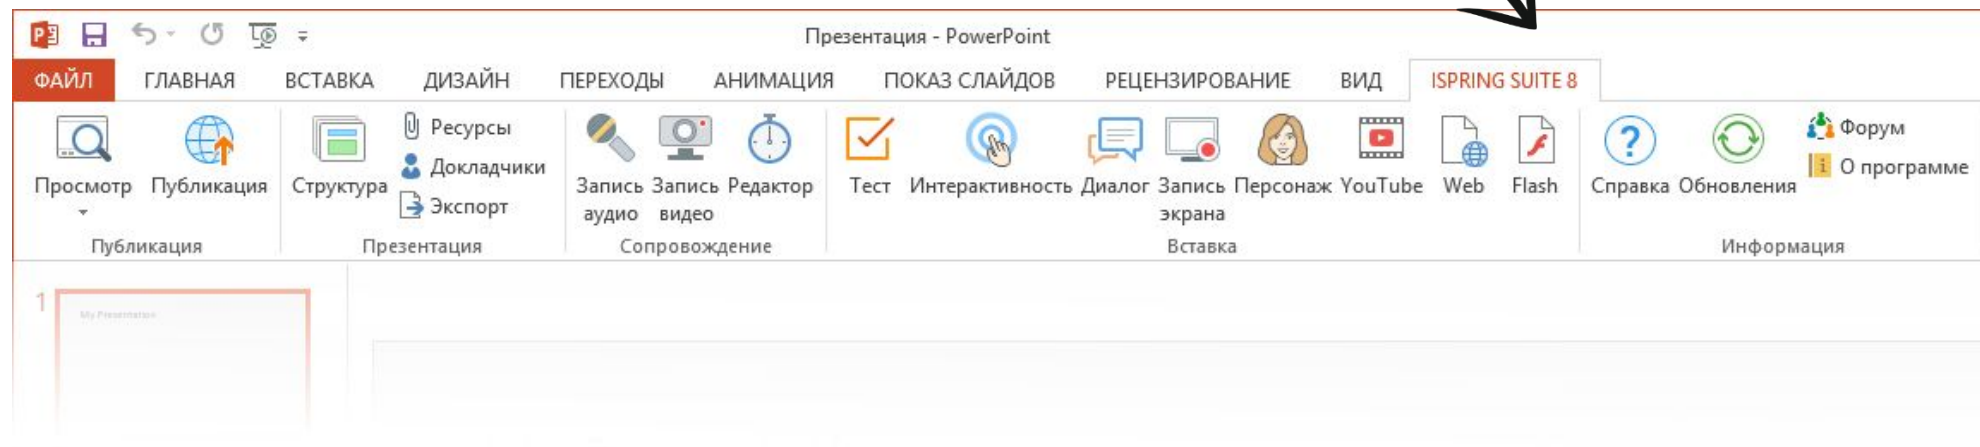 Презентация - PowerPoint
ФАЙЛ ГЛАВНАЯ ВСТАВКА ДИЗАЙН ПЕРЕХОДЫ АНИМАЦИЯ ПОКАЗ СЛАЙДОВ РЕЦЕНЗИРОВАНИЕ ВИД ISPRING SUITE 8
Просмотр Публикация
Публикация
Структура
Ресурсы
Докладчики
Экспорт
Презентация
Запись аудио
Запись видео
Редактор
Сопровождение
Тест Интерактивность Диалог Запись экрана Персонаж YouTube Web Flash
Вставка
Справка Обновления
Форум
О программе
Информация
1
My Presentation